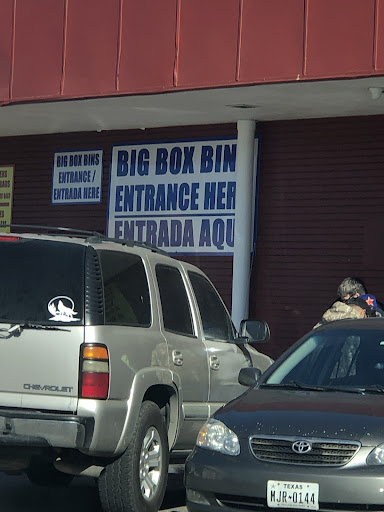 BIG BOX BINS
ENTRANCE /
ENTRADA HERE
BIG BOX BIN
ENTRANCE HER
ENTRADA AQU
CHEVROLET
TEXAS
MJR 0144